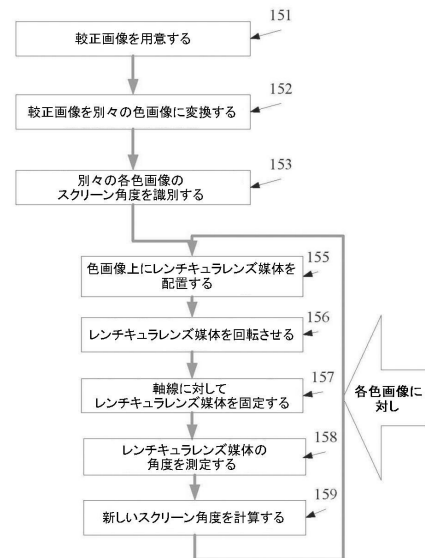 151
較正画像を用意する
152
較正画像を別々の色画像に変換する
153
別々の各色画像の
スクリーン角度を識別する
155
色画像上にレンチキュラレンズ媒体を
配置する
156
レンチキュラレンズ媒体を回転させる
157
軸線に対して
レンチキュラレンズ媒体を固定する
各色画像に
対し
158
レンチキュラレンズ媒体の
角度を測定する
159
新しいスクリーン角度を計算する